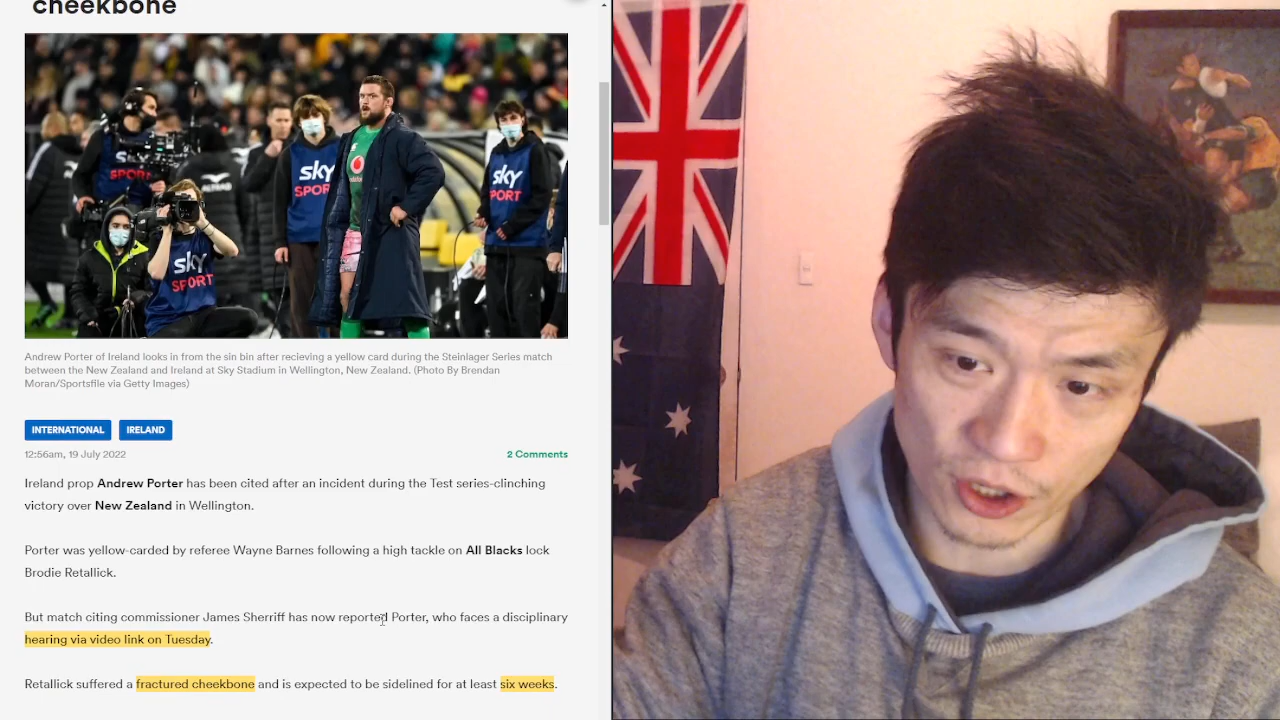 cheekbone
sky
SPORT
sky
SPORT
sky
SPORT
sky
SPORT
Andrew Porter of Ireland looks in from the sin bin after recieving a yellow card during the Steinlager Series match
between the New Zealand and Ireland at Sky Stadium in Wellington, New Zealand. (Photo By Brendan
Moran/Sportsfile via Getty Images)
INTERNATIONAL IRELAND
12:56am, 19 July 2022 2 Comments
Ireland prop Andrew Porter has been cited after an incident during the Test series-clinching
victory over New Zealand in Wellington.
Porter was yellow-carded by referee Wayne Barnes following a high tackle on All Blacks lock
Brodie Retallick.
But match citing commissioner James Sherriff has now reported Porter, who faces a disciplinary
hearing via video link on Tuesday.
Retallick suffered a fractured cheekbone and is expected to be sidelined for at least six weeks.